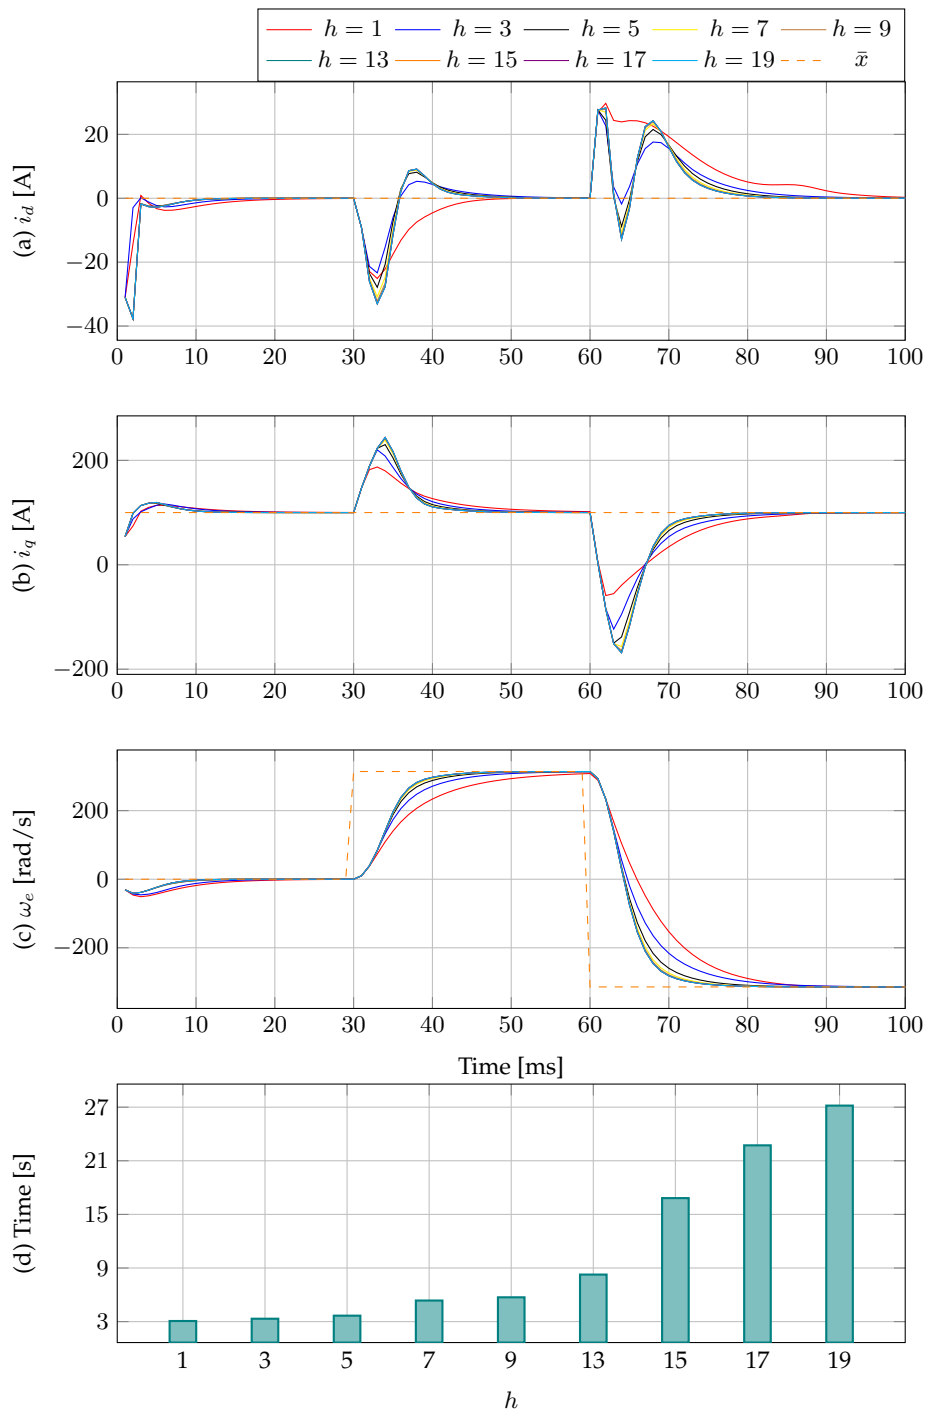 h = 1 h = 3 h = 5 h = 7 h = 9
h = 13 h = 15 h = 17 h = 19 x̄
(a) i_d [A]
20
0
−20
−40
0 10 20 30 40 50 60 70 80 90 100
(b) i_q [A]
200
0
−200
0 10 20 30 40 50 60 70 80 90 100
(c) ω_e [rad/s]
200
0
−200
0 10 20 30 40 50 60 70 80 90 100
Time [ms]
(d) Time [s]
27
21
15
9
3
1 3 5 7 9 13 15 17 19
h